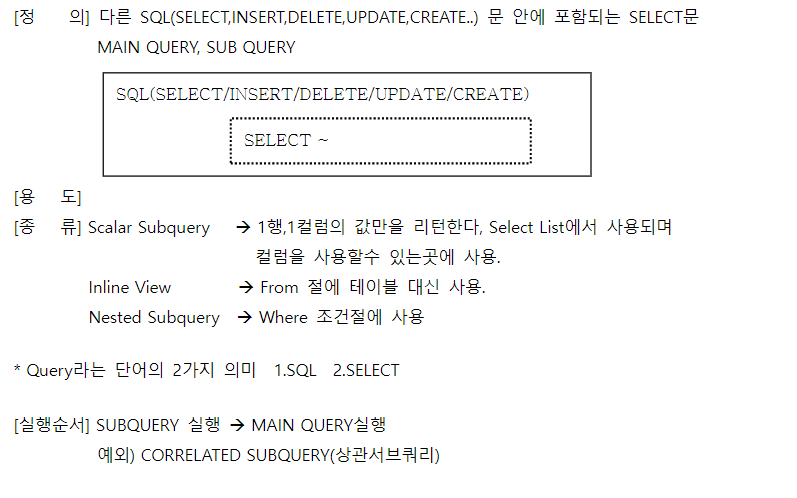 [정 의] 다른 SQL(SELECT,INSERT,DELETE,UPDATE,CREATE..) 문 안에 포함되는 SELECT문
MAIN QUERY, SUB QUERY
SQL(SELECT/INSERT/DELETE/UPDATE/CREATE)
SELECT ~
[용 도]
[종 류] Scalar Subquery → 1행,1컬럼의 값만을 리턴한다, Select List에서 사용되며
컬럼을 사용할수 있는곳에 사용.
Inline View → From 절에 테이블 대신 사용.
Nested Subquery → Where 조건절에 사용
* Query라는 단어의 2가지 의미 1.SQL 2.SELECT
[실행순서] SUBQUERY 실행 → MAIN QUERY실행
예외) CORRELATED SUBQUERY(상관서브쿼리)